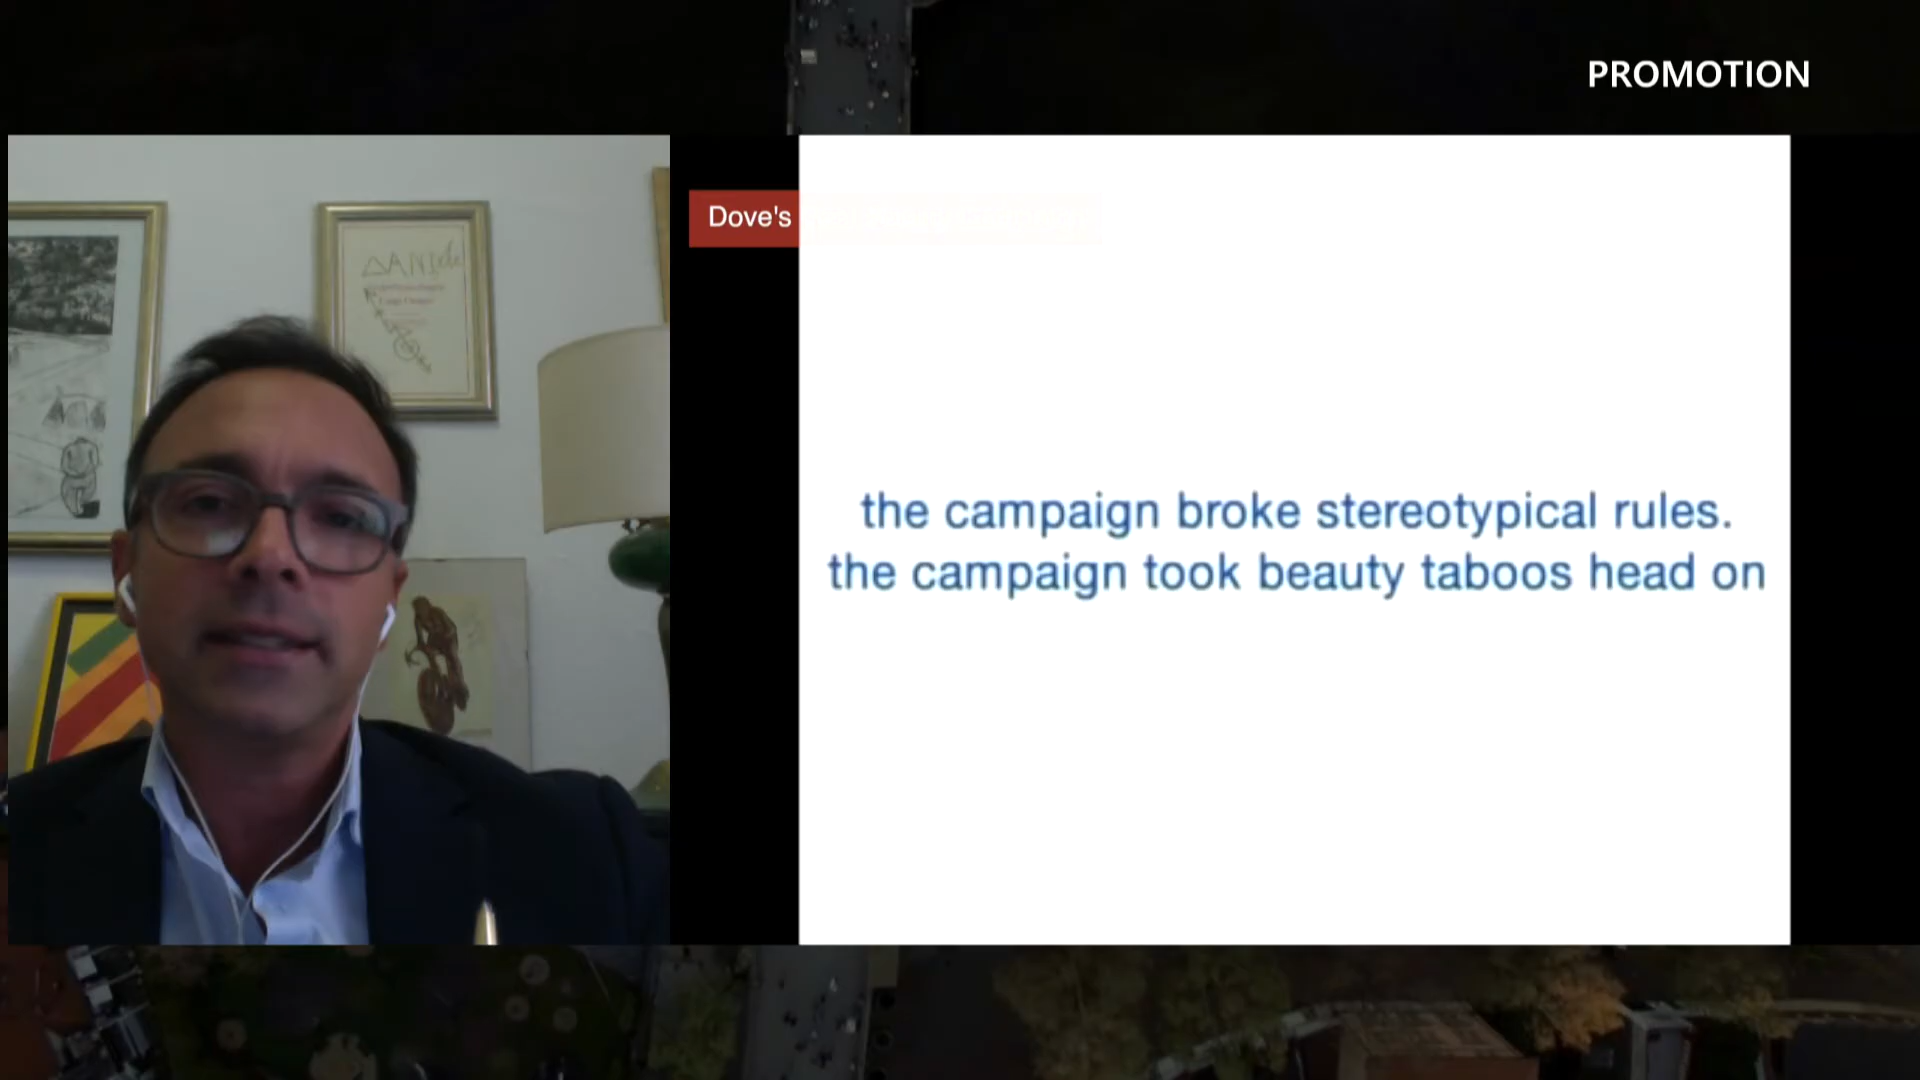 PROMOTION
Dove's
the campaign broke stereotypical rules.
the campaign took beauty taboos head on